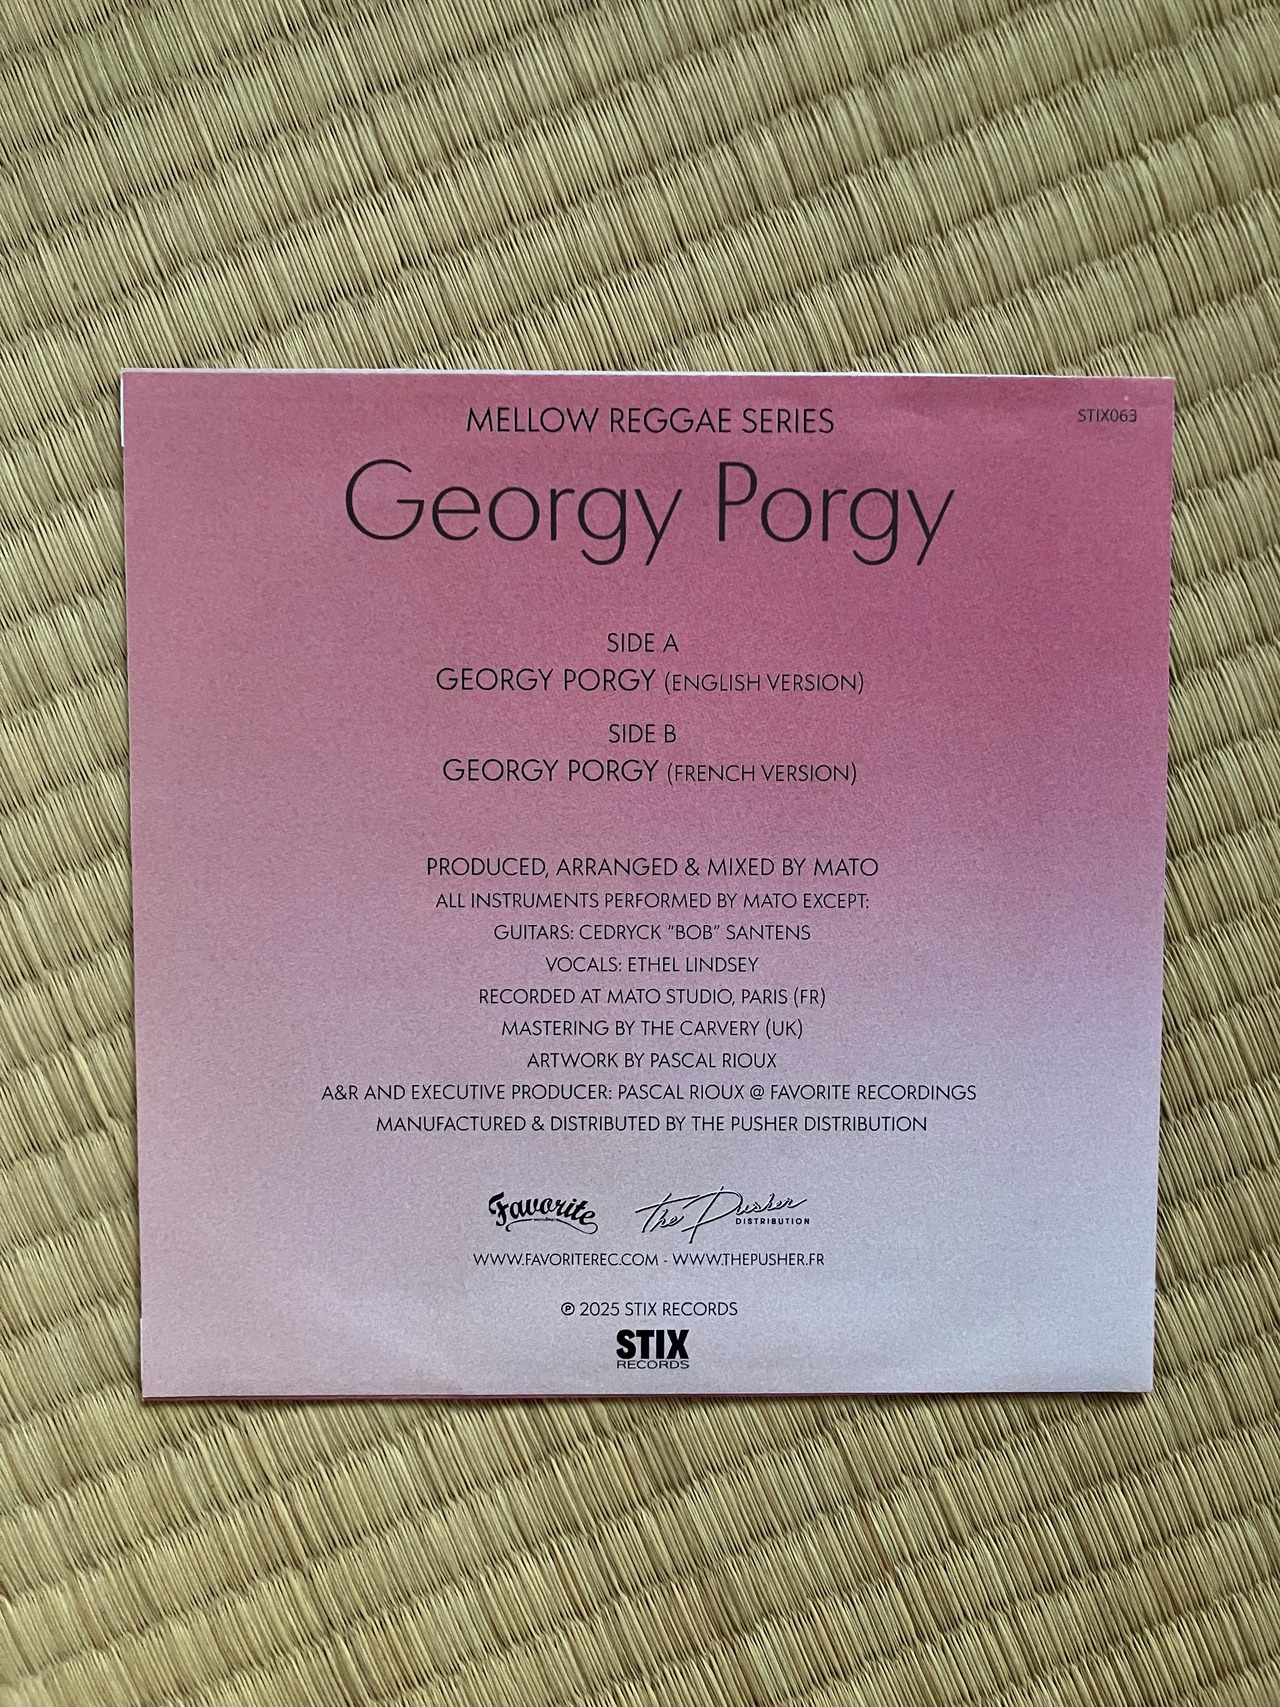 MELLOW REGGAE SERIES
STIX063
Georgy Porgy
SIDE A
GEORGY PORGY (ENGLISH VERSION)
SIDE B
GEORGY PORGY (FRENCH VERSION)
PRODUCED, ARRANGED & MIXED BY MATO
ALL INSTRUMENTS PERFORMED BY MATO EXCEPT:
GUITARS: CEDRYCK “BOB” SANTENS
VOCALS: ETHEL LINDSEY
RECORDED AT MATO STUDIO, PARIS (FR)
MASTERING BY THE CARVERY (UK)
ARTWORK BY PASCAL RIOUX
A&R AND EXECUTIVE PRODUCER: PASCAL RIOUX @ FAVORITE RECORDINGS
MANUFACTURED & DISTRIBUTED BY THE PUSHER DISTRIBUTION
Favorite
The Pusher
DISTRIBUTION
WWW.FAVORITEREC.COM - WWW.THEPUSHER.FR
℗ 2025 STIX RECORDS
STIX
RECORDS